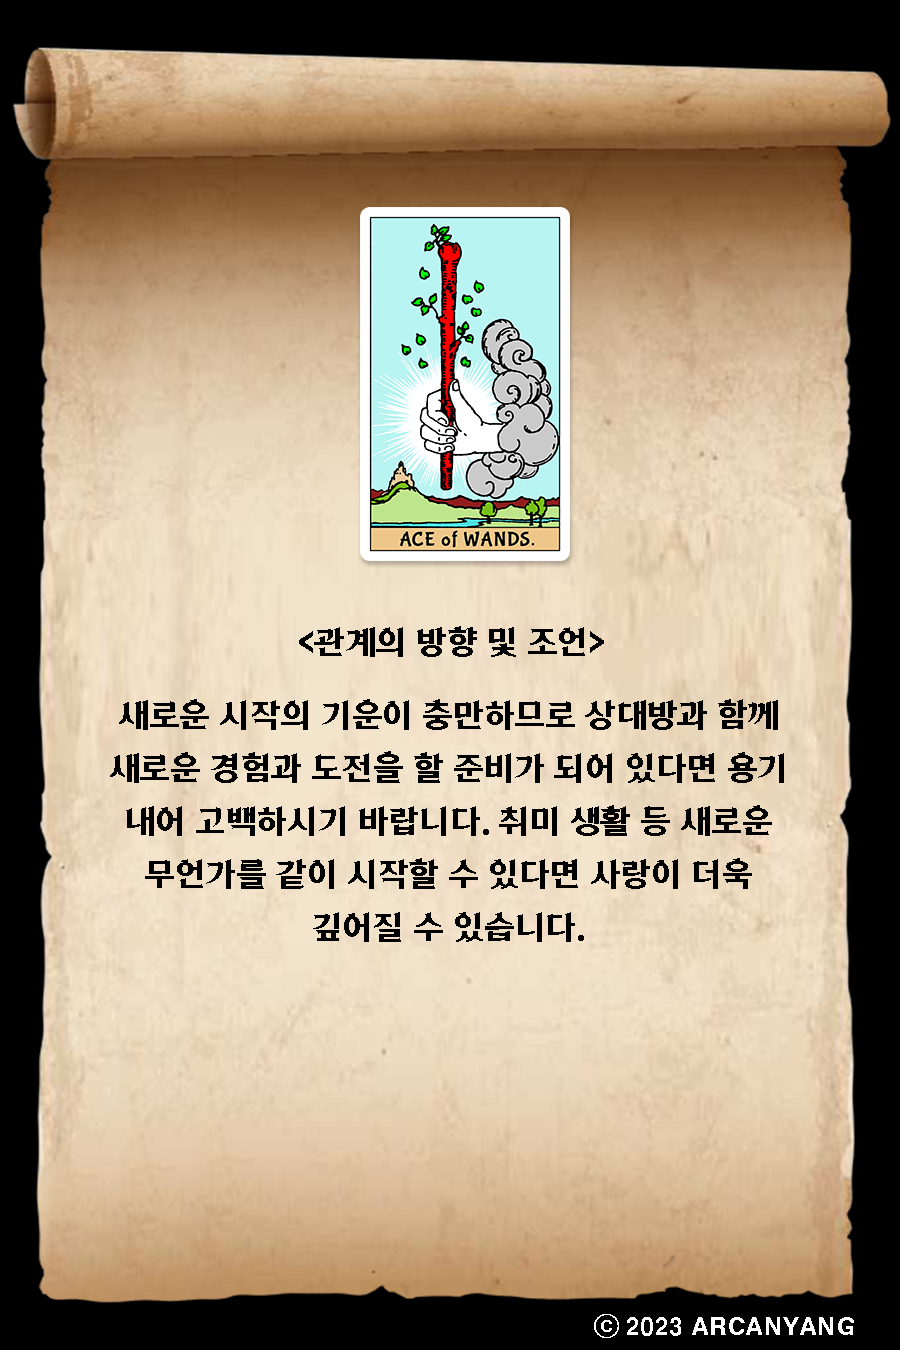 ACE of WANDS.
<관계의 방향 및 조언>
새로운 시작의 기운이 충만하므로 상대방과 함께
새로운 경험과 도전을 할 준비가 되어 있다면 용기
내어 고백하시기 바랍니다. 취미 생활 등 새로운
무언가를 같이 시작할 수 있다면 사랑이 더욱
깊어질 수 있습니다.
ⓒ 2023 ARCANYANG